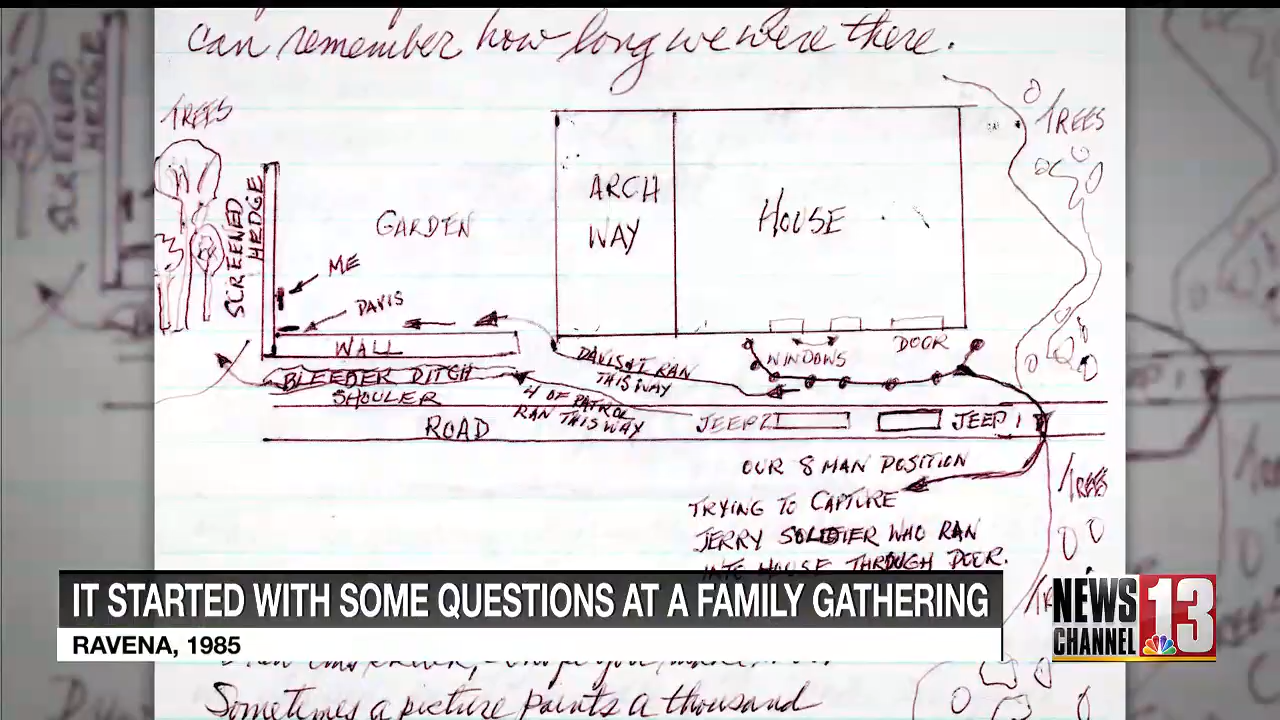 can remember how long we were there.
TREES
TREES
SCREENED
HEDGE
SCREENED
HEDGE
GARDEN
ARCH
WAY
HOUSE
ME
DAVIS
WALL
WINDOWS
DOOR
DAVIS & I RAN
THIS WAY
BLEEDER DITCH
SHOULER
4 OF PATROL
RAN THIS WAY
ROAD
JEEP 2
JEEP 1
OUR 8 MAN POSITION
TRYING TO CAPTURE
JERRY SOLDIER WHO RAN
INTO HOUSE THROUGH DOOR.
TREES
IT STARTED WITH SOME QUESTIONS AT A FAMILY GATHERING
RAVENA, 1985
NEWS
CHANNEL
13
Sometimes a picture paints a thousand